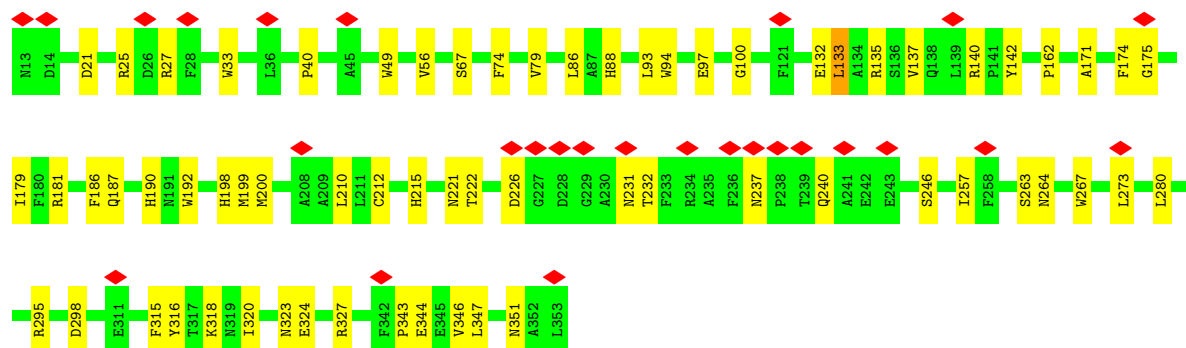 N13 D14 D21 R25 D26 R27 F28 W33 L36 P40 A45 W49 V56 S67 F74 V79 L86 A87 H88 L93 W94 E97 G100 F121 E132 L133 A134 R135 S136 V137 Q138 L139 R140 P141 Y142 P162 A171 F174 G175
I179 F180 R181 F186 Q187 H190 N191 W192 H198 M199 M200 A208 A209 L210 L211 C212 H215 N221 T222 D226 G227 D228 G229 A230 N231 T232 F233 R234 A235 F236 N237 P238 T239 Q240 A241 E242 E243 S246 I257 F258 S263 N264 W267 L273 L280
R295 D298 E311 F315 Y316 T317 K318 N319 I320 N323 E324 R327 F342 P343 E344 E345 V346 L347 N351 A352 L353